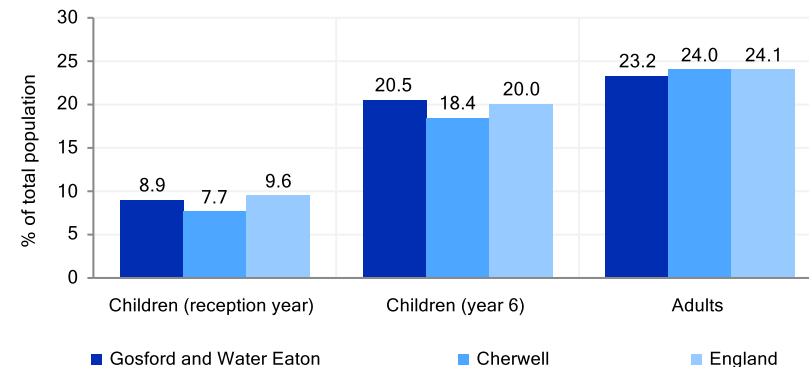 % of total population
30
25
20
15
10
5
0
8.9
7.7
9.6
20.5
18.4
20.0
23.2
24.0
24.1
Children (reception year)
Children (year 6)
Adults
Gosford and Water Eaton
Cherwell
England